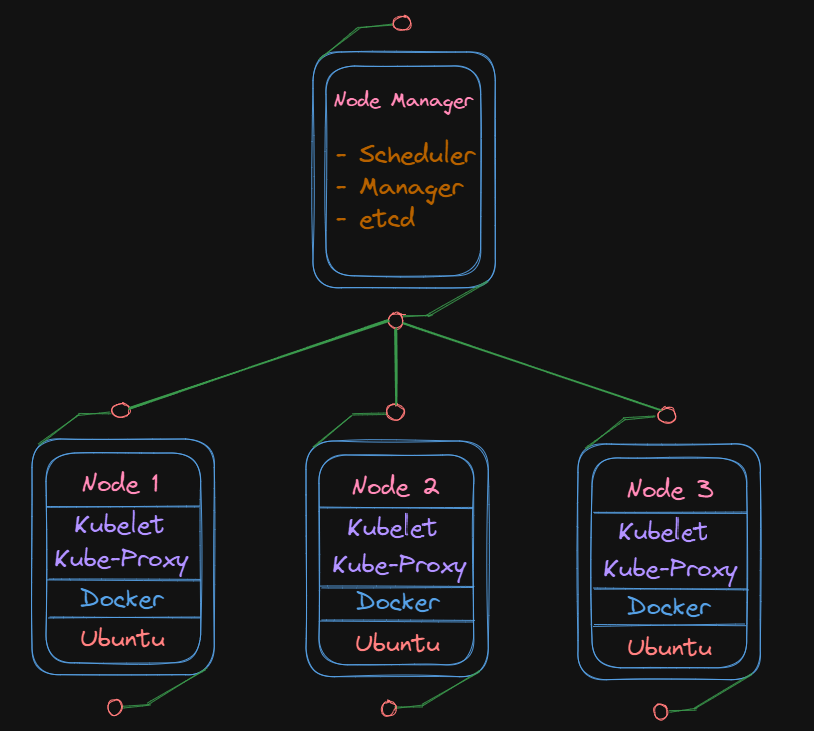 Node Manager
- Scheduler
- Manager
- etcd
Node 1
Kubelet
Kube-Proxy
Docker
Ubuntu
Node 2
Kubelet
Kube-Proxy
Docker
Ubuntu
Node 3
Kubelet
Kube-Proxy
Docker
Ubuntu